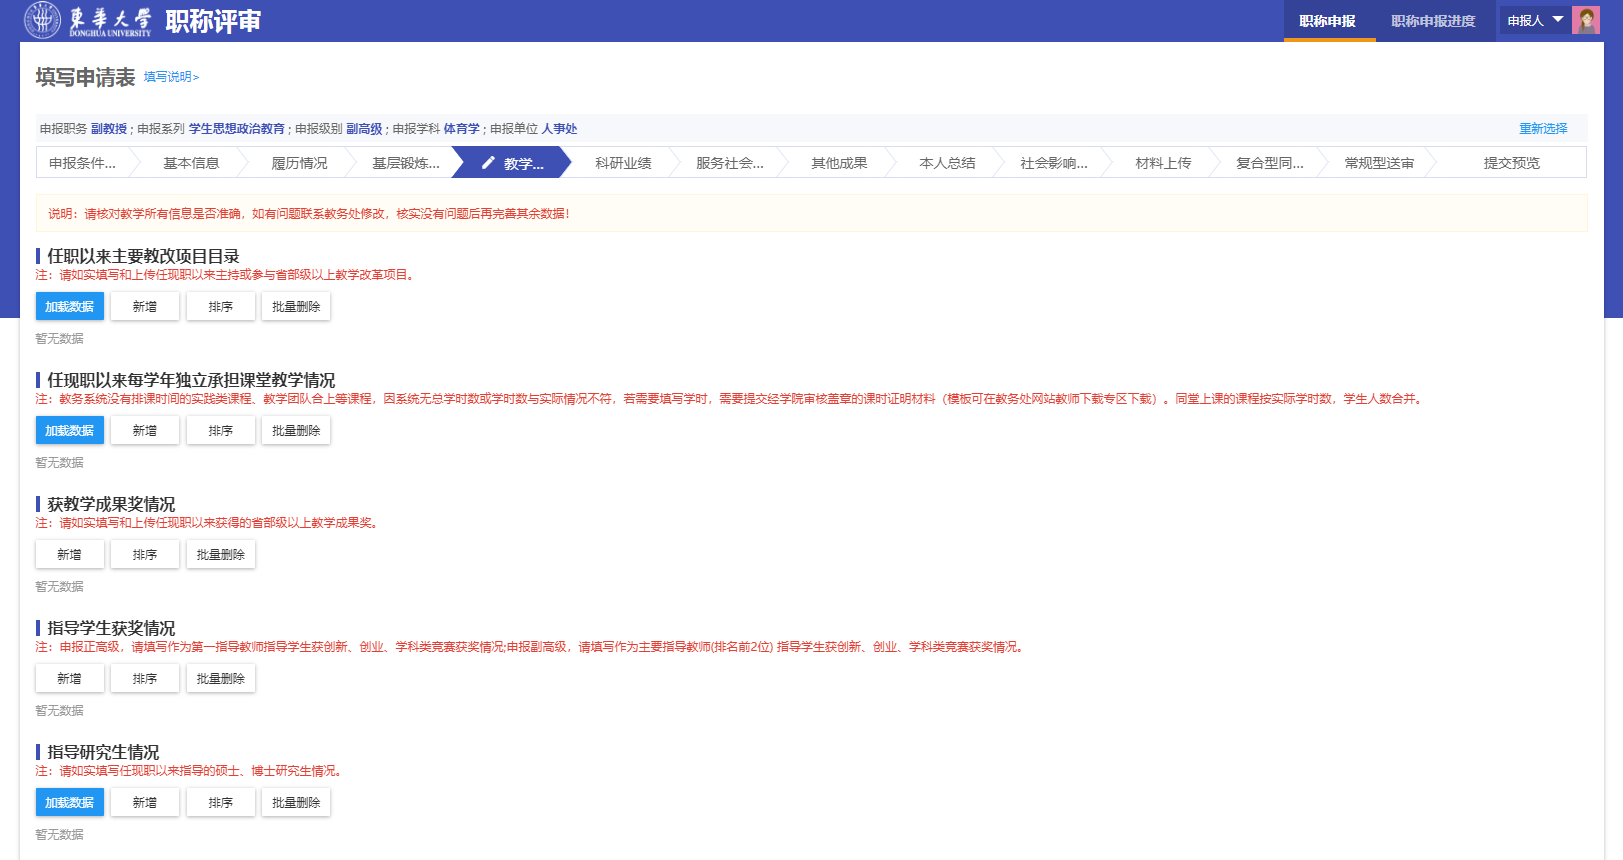 東華大學 职称评审 职称申报 职称申报进度 申报人
DONGHUA UNIVERSITY
填写申请表 填写说明>
申报职务 副教授 ; 申报系列 学生思想政治教育 ; 申报级别 副高级 ; 申报学科 体育学 ; 申报单位 人事处 重新选择
申报条件... 基本信息 履历情况 基层锻炼... 教学... 科研业绩 服务社会... 其他成果 本人总结 社会影响... 材料上传 复合型同... 常规型送审 提交预览
说明：请核对教学所有信息是否准确，如有问题联系教务处修改，核实没有问题后再完善其余数据！
任职以来主要教改项目目录
注：请如实填写和上传任现职以来主持或参与省部级以上教学改革项目。
加载数据 新增 排序 批量删除
暂无数据
任现职以来每学年独立承担课堂教学情况
注：教务系统没有排课时间的实践类课程、教学团队合上等课程，因系统无总学时数或学时数与实际情况不符，若需要填写学时，需要提交经学院审核盖章的课时证明材料（模板可在教务处网站教师下载专区下载）。同堂上课的课程按实际学时数，学生人数合并。
加载数据 新增 排序 批量删除
暂无数据
获教学成果奖情况
注：请如实填写和上传任现职以来获得的省部级以上教学成果奖。
新增 排序 批量删除
暂无数据
指导学生获奖情况
注：申报正高级，请填写作为第一指导教师指导学生获创新、创业、学科类竞赛获奖情况;申报副高级，请填写作为主要指导教师(排名前2位) 指导学生获创新、创业、学科类竞赛获奖情况。
新增 排序 批量删除
暂无数据
指导研究生情况
注：请如实填写任现职以来指导的硕士、博士研究生情况。
加载数据 新增 排序 批量删除
暂无数据